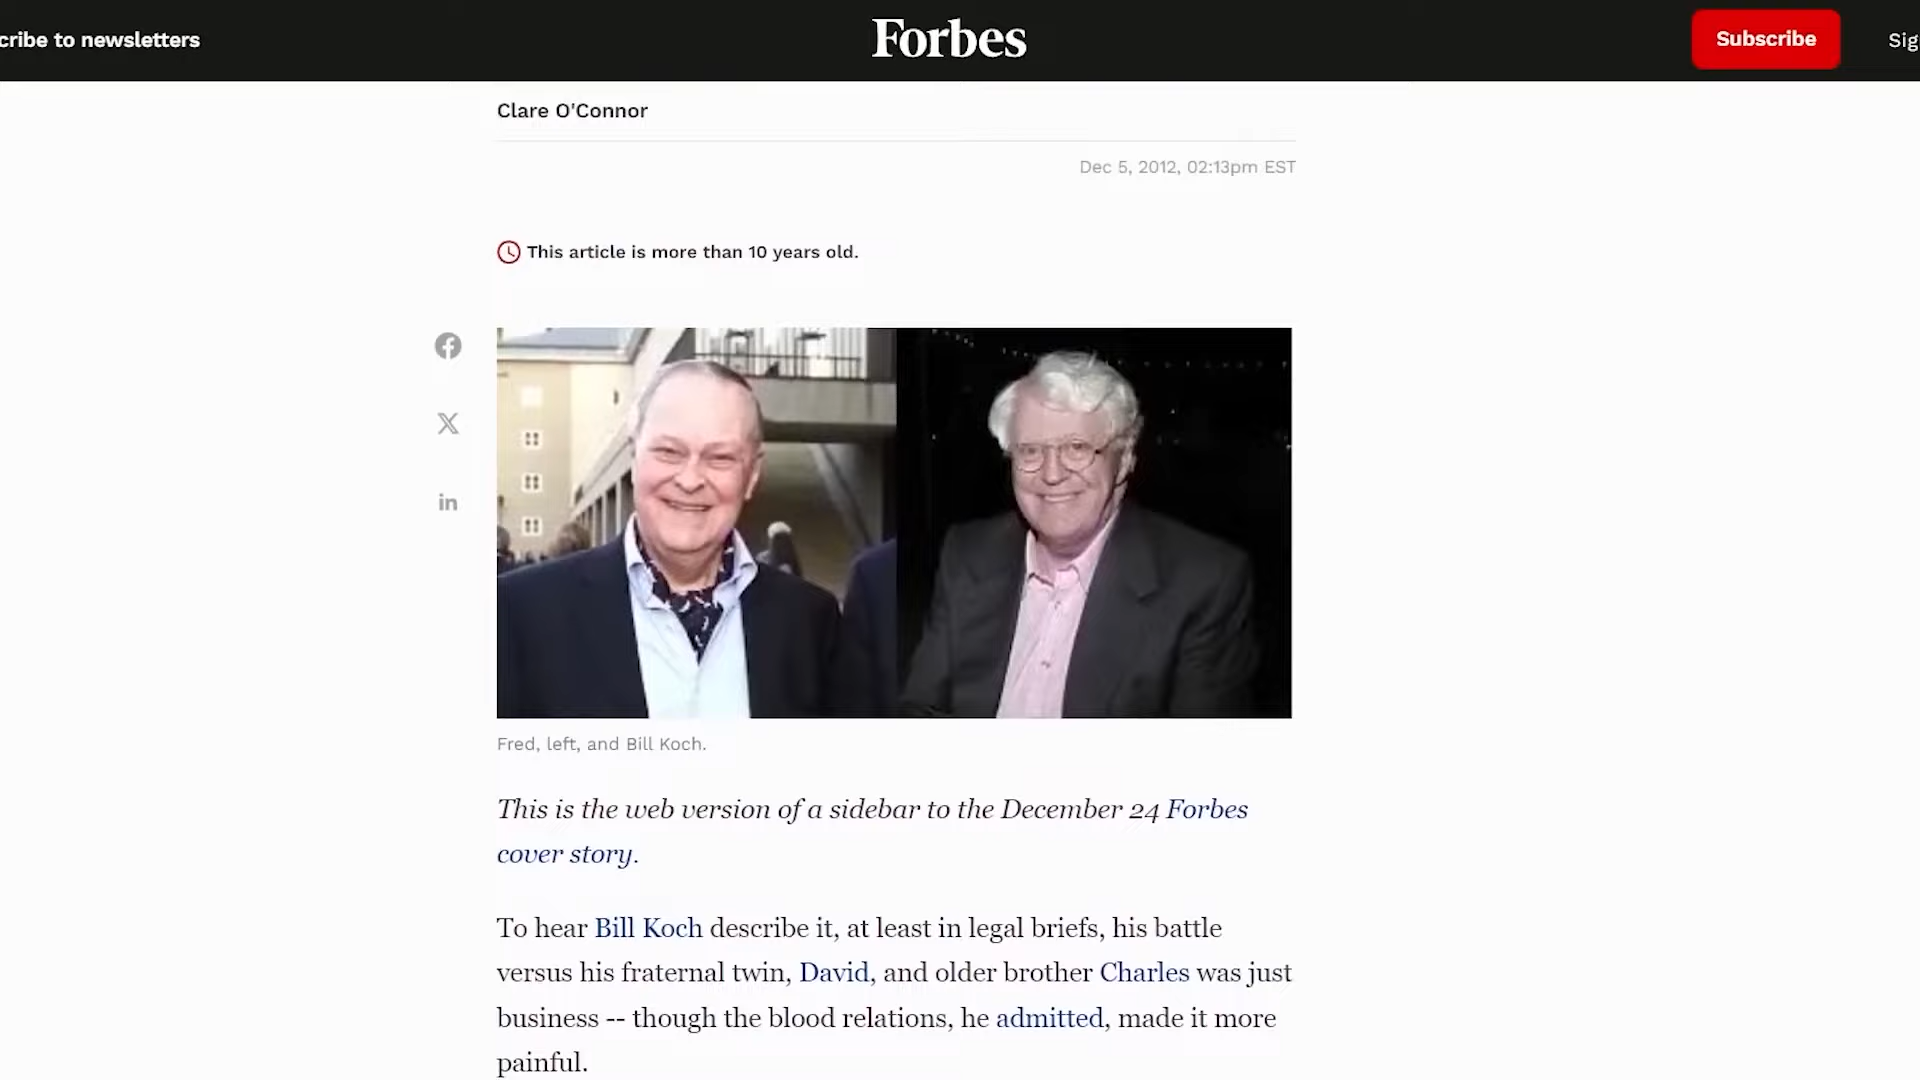 cribe to newsletters
Forbes
Subscribe
Sig
Clare O'Connor
Dec 5, 2012, 02:13pm EST
This article is more than 10 years old.
in
Fred, left, and Bill Koch.
This is the web version of a sidebar to the December 24 Forbes
cover story.
To hear Bill Koch describe it, at least in legal briefs, his battle
versus his fraternal twin, David, and older brother Charles was just
business -- though the blood relations, he admitted, made it more
painful.